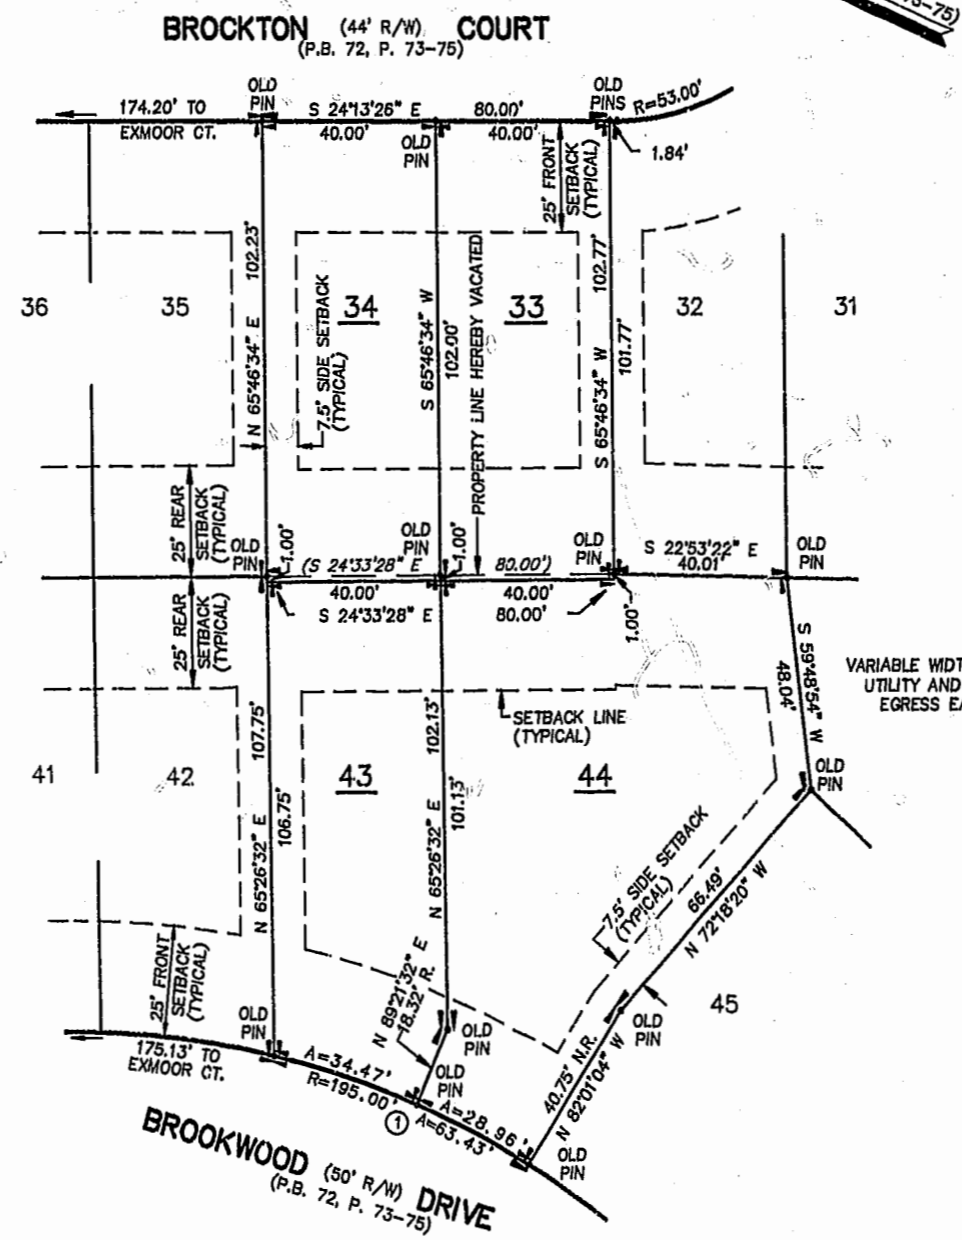 BROCKTON (44' R/W) COURT
(P.B. 72, P. 73-75)
73-75)
174.20' TO
EXMOOR CT.
OLD
PIN
S 24°13'26" E 80.00'
40.00' 40.00'
OLD
PIN
OLD
PINS
R=53.00'
1.84'
25' FRONT
SETBACK
(TYPICAL)
36
35
34
33
32
31
N 65°46'34" E 102.23'
7.5' SIDE SETBACK
(TYPICAL)
S 65°46'34" W
102.00'
PROPERTY LINE HEREBY VACATED
S 65°46'34" W 102.77'
101.77'
25' REAR
SETBACK
(TYPICAL)
OLD
PIN
1.00'
(S 24°33'28" E 80.00')
OLD
PIN
1.00'
OLD
PIN
S 22°53'22" E
40.01'
OLD
PIN
40.00' 40.00'
S 24°33'28" E 80.00'
1.00'
25' REAR
SETBACK
(TYPICAL)
S 59°48'54" W
48.04'
VARIABLE WIDT
UTILITY AND
EGRESS EA
SETBACK LINE
(TYPICAL)
41
42
43
44
45
N 65°26'32" E 107.75'
106.75'
N 65°26'32" E 102.13'
101.13'
OLD
PIN
7.5' SIDE SETBACK
(TYPICAL)
66.49'
N 72°18'20" W
25' FRONT
SETBACK
(TYPICAL)
OLD
PIN
N 89°21'32" E
18.32' R.
OLD
PIN
OLD
PIN
40.75' N.R.
N 82°01'04" W
OLD
PIN
175.13' TO
EXMOOR CT.
A=34.47'
R=195.00'
1
A=28.96'
A=63.43'
OLD
PIN
BROOKWOOD (50' R/W) DRIVE
(P.B. 72, P. 73-75)